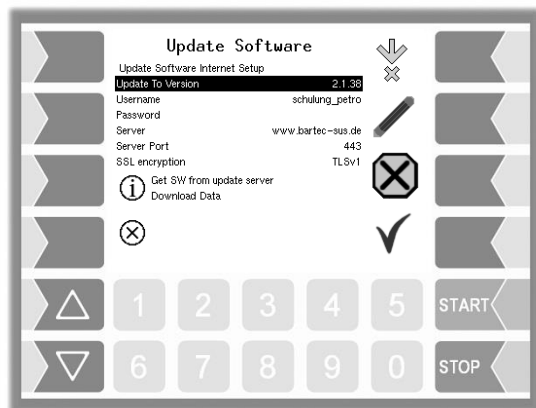 Update Software
Update Software Internet Setup
Update To Version 2.1.38
Username schulung_petro
Password
Server www.bartec-sus.de
Server Port 443
SSL encryption TLSv1
i Get SW from update server
Download Data
1 2 3 4 5 START
6 7 8 9 0 STOP